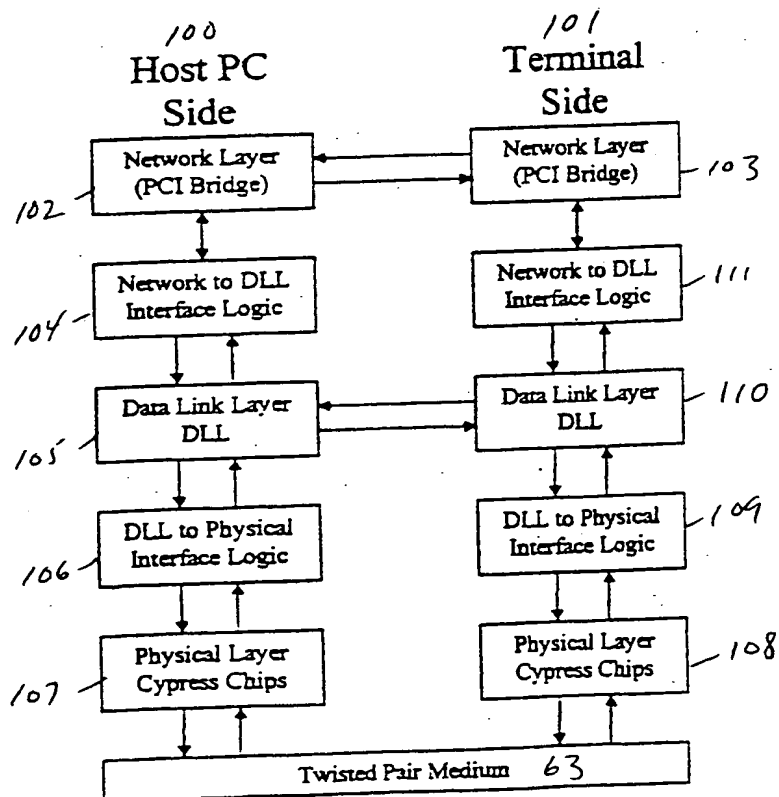 100
Host PC
Side
101
Terminal
Side
Network Layer
(PCI Bridge)
102
Network Layer
(PCI Bridge)
103
Network to DLL
Interface Logic
104
Network to DLL
Interface Logic
111
Data Link Layer
DLL
105
Data Link Layer
DLL
110
DLL to Physical
Interface Logic
106
DLL to Physical
Interface Logic
109
Physical Layer
Cypress Chips
107
Physical Layer
Cypress Chips
108
Twisted Pair Medium 63